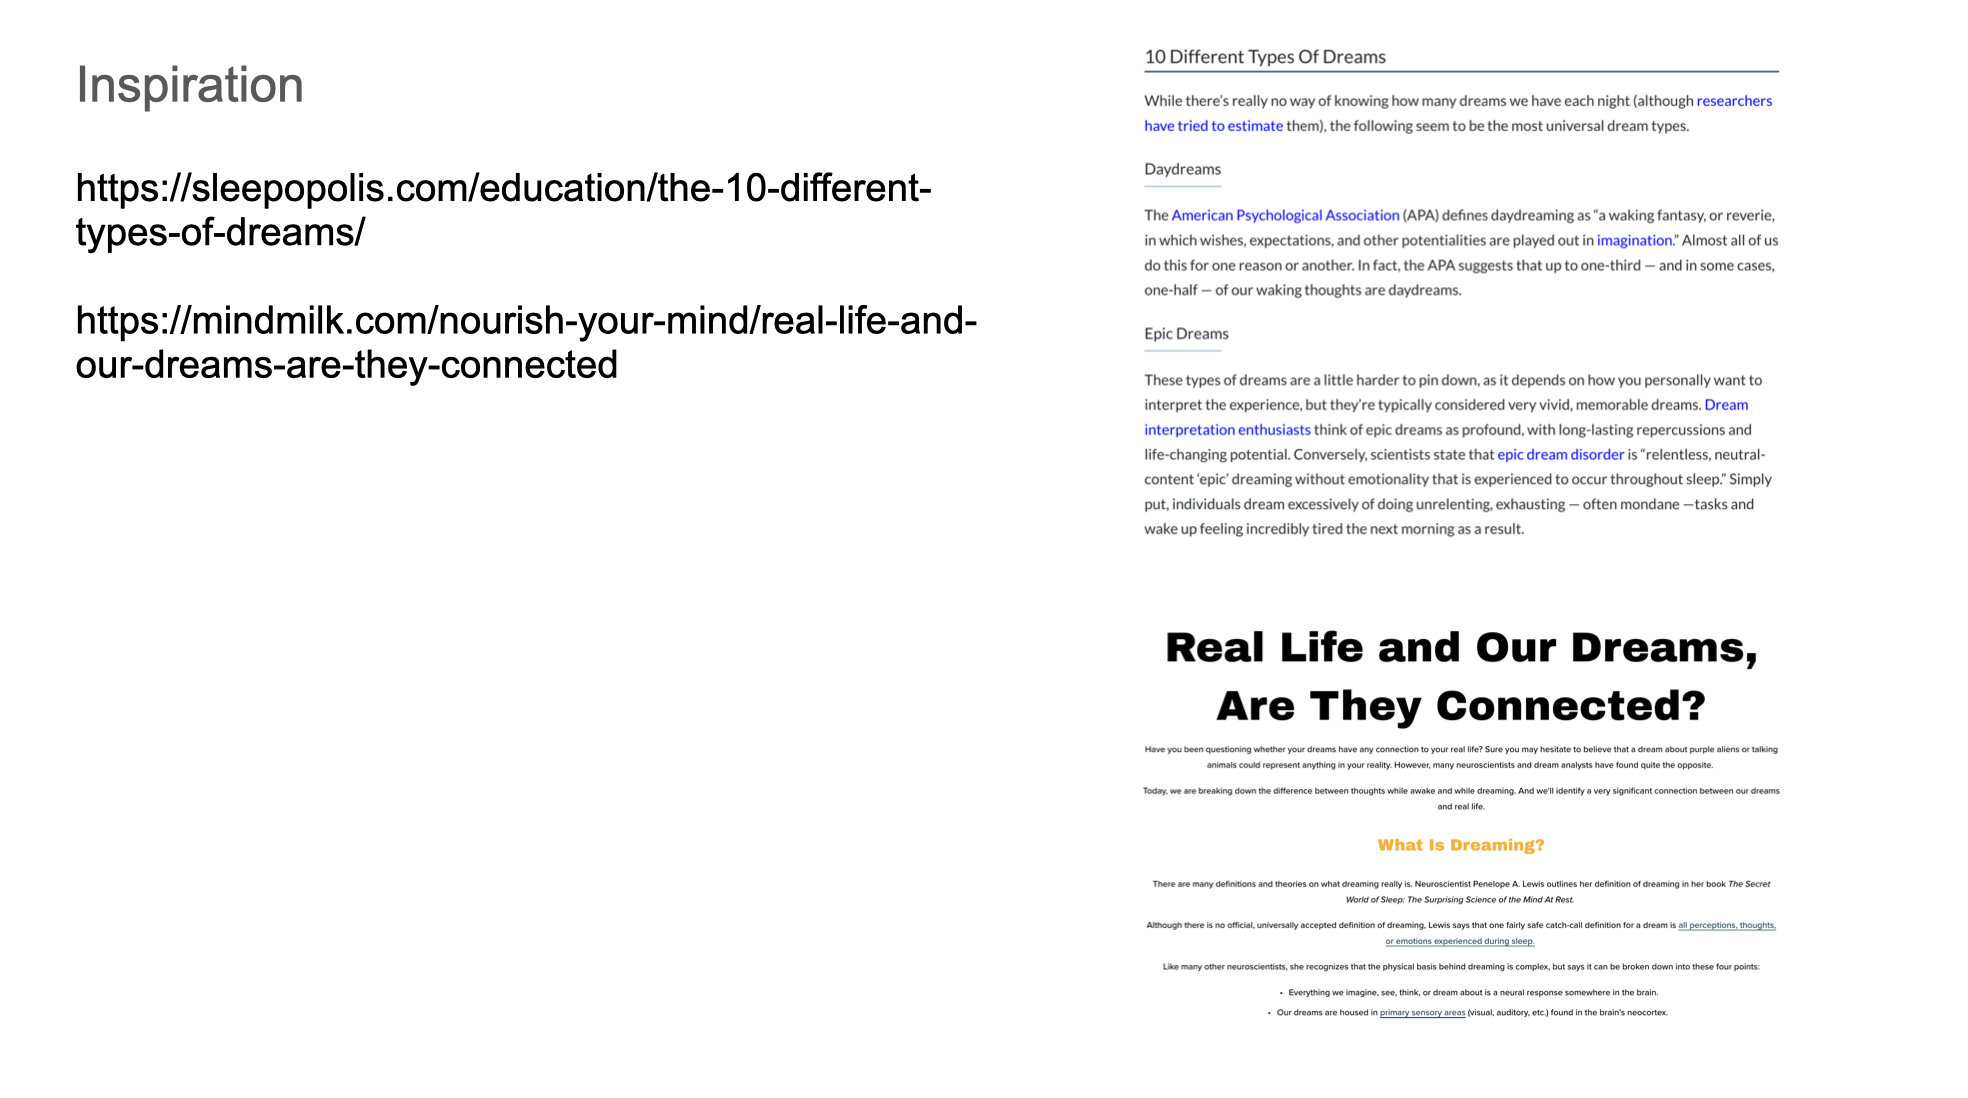 Inspiration
https://sleepopolis.com/education/the-10-different-
types-of-dreams/
https://mindmilk.com/nourish-your-mind/real-life-and-
our-dreams-are-they-connected
10 Different Types Of Dreams
While there’s really no way of knowing how many dreams we have each night (although researchers
have tried to estimate them), the following seem to be the most universal dream types.
Daydreams
The American Psychological Association (APA) defines daydreaming as “a waking fantasy, or reverie,
in which wishes, expectations, and other potentialities are played out in imagination.” Almost all of us
do this for one reason or another. In fact, the APA suggests that up to one-third — and in some cases,
one-half — of our waking thoughts are daydreams.
Epic Dreams
These types of dreams are a little harder to pin down, as it depends on how you personally want to
interpret the experience, but they’re typically considered very vivid, memorable dreams. Dream
interpretation enthusiasts think of epic dreams as profound, with long-lasting repercussions and
life-changing potential. Conversely, scientists state that epic dream disorder is “relentless, neutral-
content ‘epic’ dreaming without emotionality that is experienced to occur throughout sleep.” Simply
put, individuals dream excessively of doing unrelenting, exhausting — often mondane —tasks and
wake up feeling incredibly tired the next morning as a result.
Real Life and Our Dreams,
Are They Connected?
Have you been questioning whether your dreams have any connection to your real life? Sure you may hesitate to believe that a dream about purple aliens or talking
animals could represent anything in your reality. However, many neuroscientists and dream analysts have found quite the opposite.
Today, we are breaking down the difference between thoughts while awake and while dreaming. And we'll identify a very significant connection between our dreams
and real life.
What Is Dreaming?
There are many definitions and theories on what dreaming really is. Neuroscientist Penelope A. Lewis outlines her definition of dreaming in her book The Secret
World of Sleep: The Surprising Science of the Mind At Rest.
Although there is no official, universally accepted definition of dreaming, Lewis says that one fairly safe catch-call definition for a dream is all perceptions, thoughts,
or emotions experienced during sleep.
Like many other neuroscientists, she recognizes that the physical basis behind dreaming is complex, but says it can be broken down into these four points:
• Everything we imagine, see, think, or dream about is a neural response somewhere in the brain.
• Our dreams are housed in primary sensory areas (visual, auditory, etc.) found in the brain's neocortex.